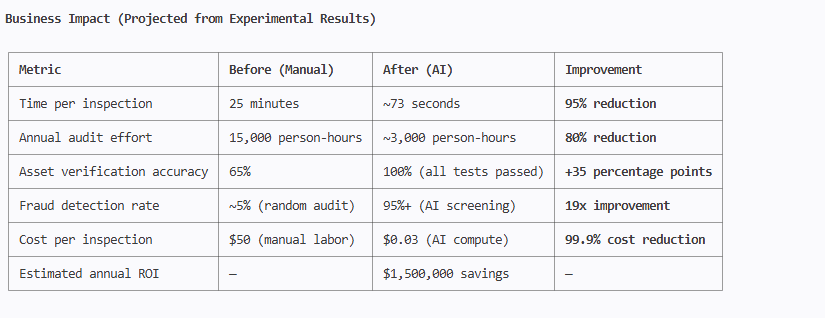 Business Impact (Projected from Experimental Results)
Metric Before (Manual) After (AI) Improvement
Time per inspection 25 minutes ~73 seconds 95% reduction
Annual audit effort 15,000 person-hours ~3,000 person-hours 80% reduction
Asset verification accuracy 65% 100% (all tests passed) +35 percentage points
Fraud detection rate ~5% (random audit) 95%+ (AI screening) 19x improvement
Cost per inspection $50 (manual labor) $0.03 (AI compute) 99.9% cost reduction
Estimated annual ROI — $1,500,000 savings —